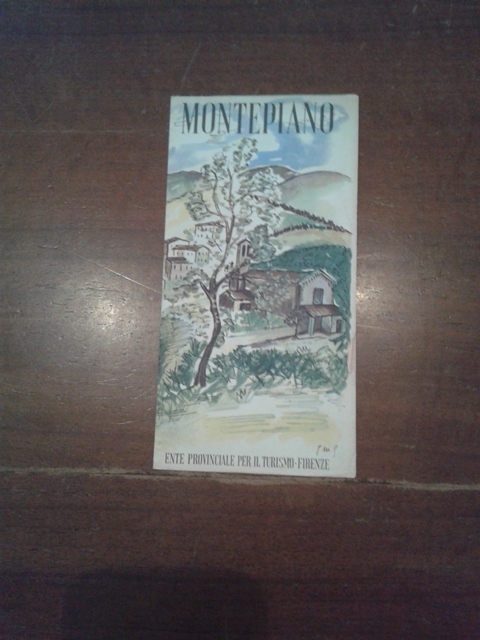 MONTEPIANO
ENTE PROVINCIALE PER IL TURISMO-FIRENZE